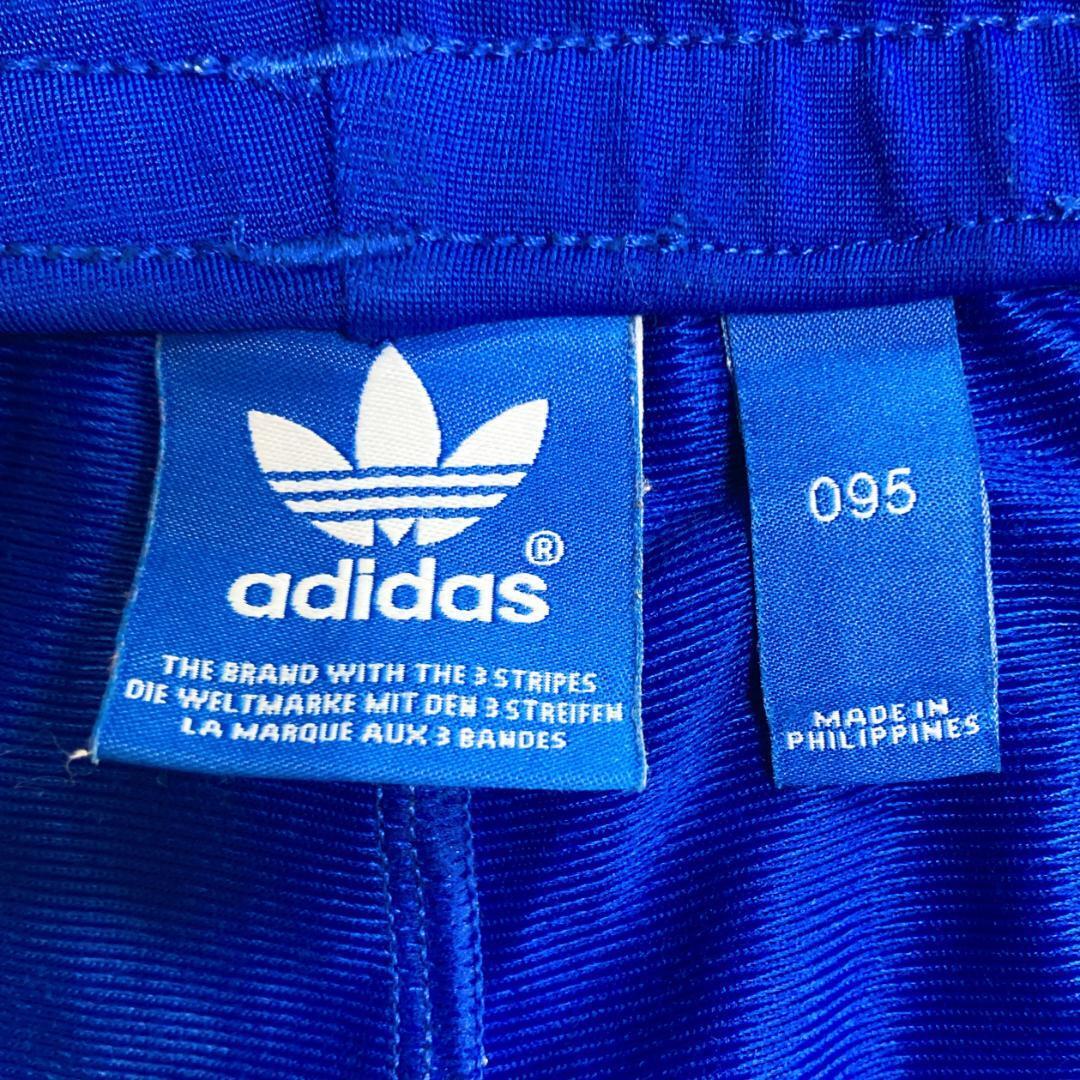 adidas®
THE BRAND WITH THE 3 STRIPES
DIE WELTMARKE MIT DEN 3 STREIFEN
LA MARQUE AUX 3 BANDES
095
MADE IN
PHILIPPINES